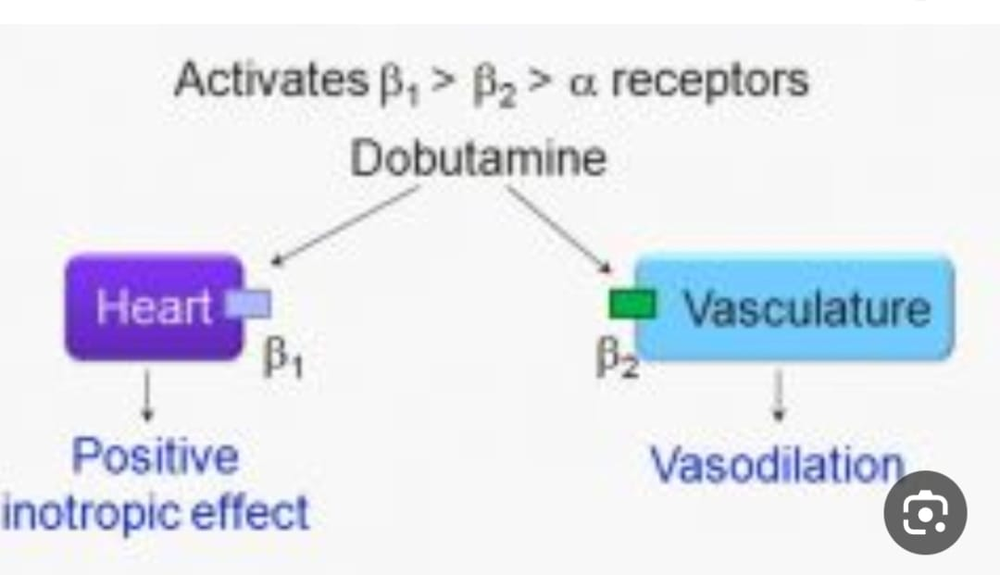 Activates β₁ > β₂ > α receptors
Dobutamine
Heart
β₁
β₂
Vasculature
Positive
inotropic effect
Vasodilation